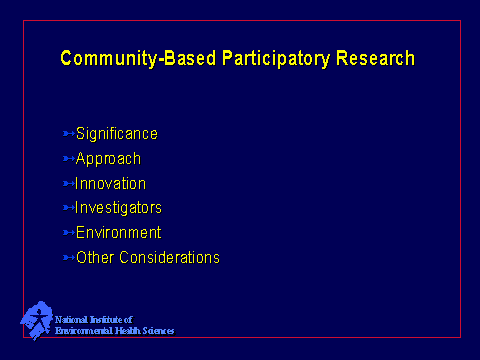 Community-Based Participatory Research
Significance
Approach
Innovation
Investigators
Environment
Other Considerations
National Institute of
Environmental Health Sciences